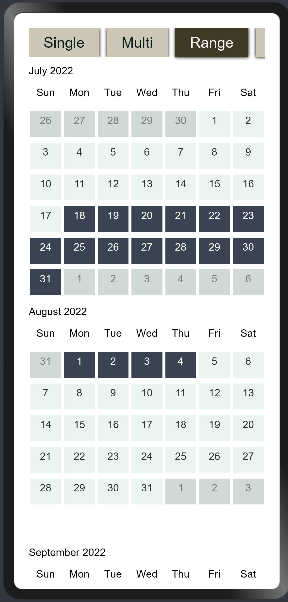 Single Multi Range
July 2022
Sun Mon Tue Wed Thu Fri Sat
26 27 28 29 30 1 2
3 4 5 6 7 8 9
10 11 12 13 14 15 16
17 18 19 20 21 22 23
24 25 26 27 28 29 30
31 1 2 3 4 5 6
August 2022
Sun Mon Tue Wed Thu Fri Sat
31 1 2 3 4 5 6
7 8 9 10 11 12 13
14 15 16 17 18 19 20
21 22 23 24 25 26 27
28 29 30 31 1 2 3
September 2022
Sun Mon Tue Wed Thu Fri Sat